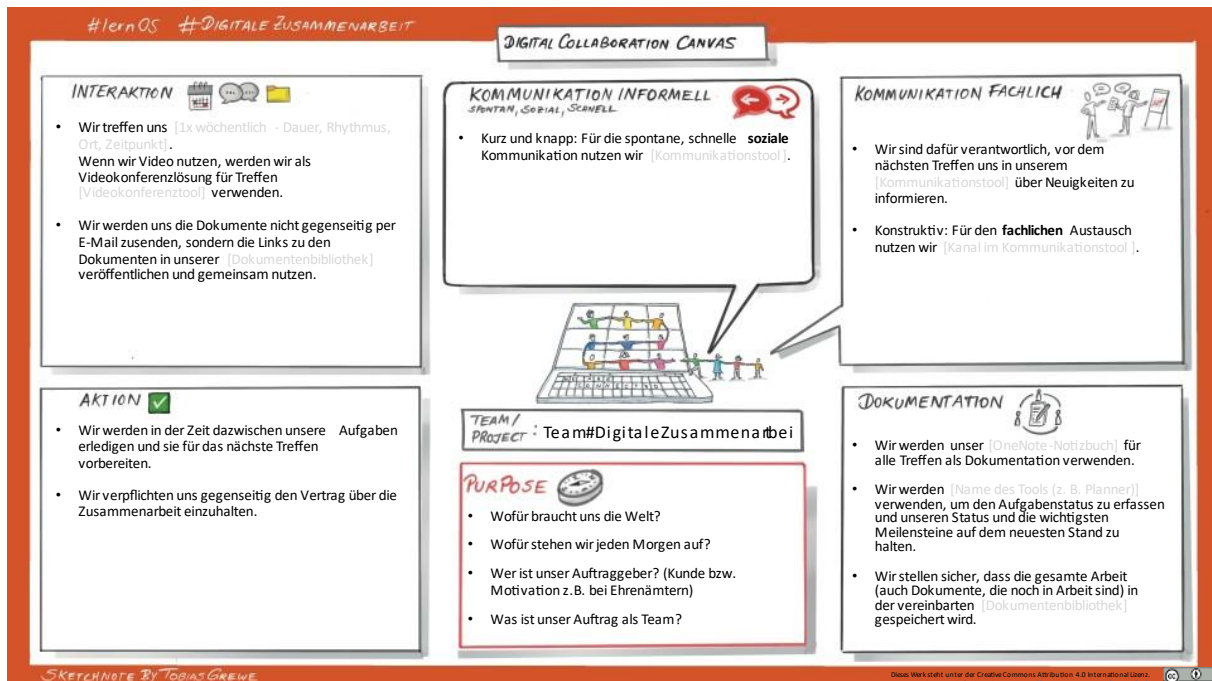 #lernOS #DIGITALE ZUSAMMENARBEIT
DIGITAL COLLABORATION CANVAS
INTERAKTION
• Wir treffen uns [1x wöchentlich - Dauer, Rhythmus,
Ort, Zeitpunkt].
Wenn wir Video nutzen, werden wir als
Videokonferenzlösung für Treffen
[Videokonferenztool] verwenden.
• Wir werden uns die Dokumente nicht gegenseitig per
E-Mail zusenden, sondern die Links zu den
Dokumenten in unserer [Dokumentenbibliothek]
veröffentlichen und gemeinsam nutzen.
KOMMUNIKATION INFORMELL
SPONTAN, SOZIAL, SCHNELL
• Kurz und knapp: Für die spontane, schnelle soziale
Kommunikation nutzen wir [Kommunikationstool].
KOMMUNIKATION FACHLICH
• Wir sind dafür verantwortlich, vor dem
nächsten Treffen uns in unserem
[Kommunikationstool] über Neuigkeiten zu
informieren.
• Konstruktiv: Für den fachlichen Austausch
nutzen wir [Kanal im Kommunikationstool ].
AKTION
• Wir werden in der Zeit dazwischen unsere Aufgaben
erledigen und sie für das nächste Treffen
vorbereiten.
• Wir verpflichten uns gegenseitig den Vertrag über die
Zusammenarbeit einzuhalten.
TEAM/
PROJECT : Team#DigitaleZusammenarbei
PURPOSE
• Wofür braucht uns die Welt?
• Wofür stehen wir jeden Morgen auf?
• Wer ist unser Auftraggeber? (Kunde bzw.
Motivation z.B. bei Ehrenämtern)
• Was ist unser Auftrag als Team?
DOKUMENTATION
• Wir werden unser [OneNote-Notizbuch] für
alle Treffen als Dokumentation verwenden.
• Wir werden [Name des Tools (z. B. Planner)]
verwenden, um den Aufgabenstatus zu erfassen
und unseren Status und die wichtigsten
Meilensteine auf dem neuesten Stand zu
halten.
• Wir stellen sicher, dass die gesamte Arbeit
(auch Dokumente, die noch in Arbeit sind) in
der vereinbarten [Dokumentenbibliothek]
gespeichert wird.
SKETCHNOTE BY TOBIAS GREWE
Dieses Werk steht unter der Creative Commons Attribution 4.0 International Lizenz.
cc